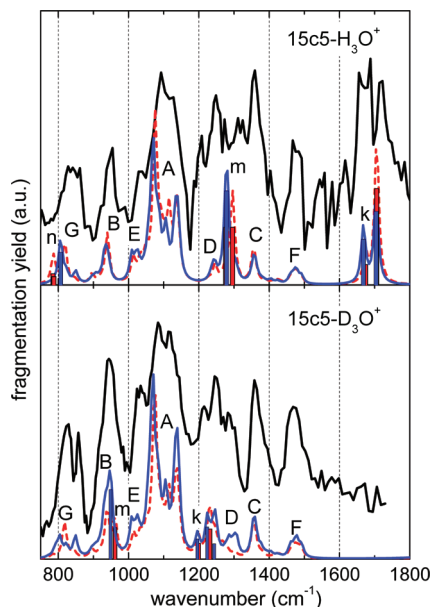 15c5-H₃O⁺
n
G
B
E
A
D
m
C
F
k
15c5-D₃O⁺
G
B
m
E
A
k
D
C
F
fragmentation yield (a.u.)
800 1000 1200 1400 1600 1800
wavenumber (cm⁻¹)